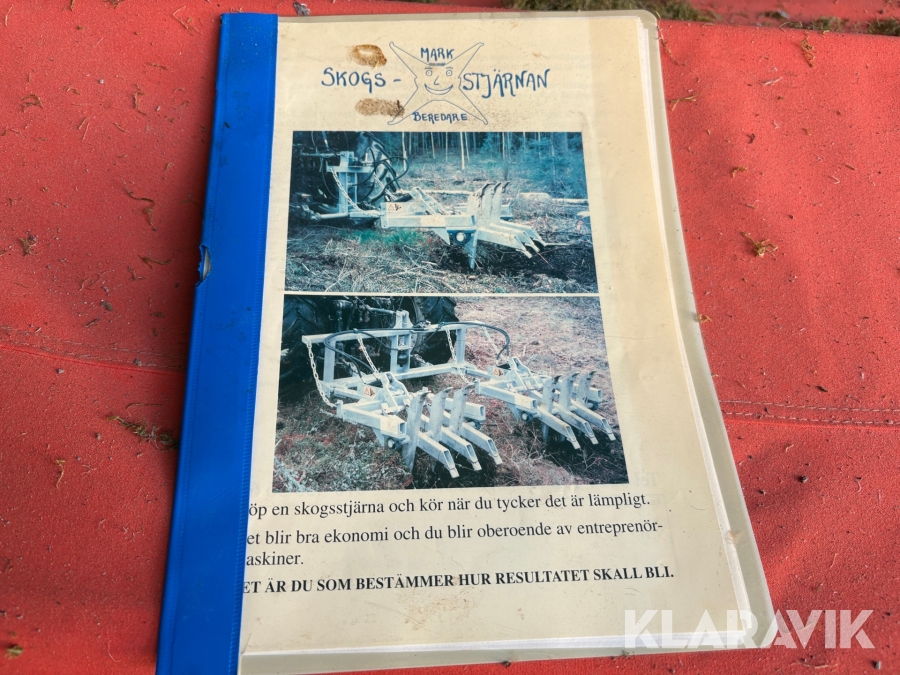 MARK
SKOGS- STJÄRNAN
BEREDARE
öp en skogsstjärna och kör när du tycker det är lämpligt.
et blir bra ekonomi och du blir oberoende av entreprenör-
askiner.
ET ÄR DU SOM BESTÄMMER HUR RESULTATET SKALL BLI.
KLARAVIK